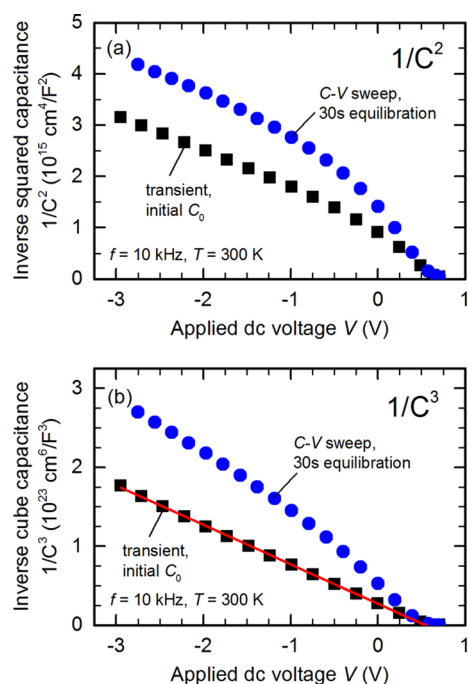 (a)
1/C²
5
4
3
2
1
0
Inverse squared capacitance
1/C² (10¹⁵ cm⁴/F²)
C-V sweep,
30s equilibration
transient,
initial C₀
f = 10 kHz, T = 300 K
-3 -2 -1 0 1
Applied dc voltage V (V)
(b)
1/C³
3
2
1
0
Inverse cube capacitance
1/C³ (10²³ cm⁶/F³)
C-V sweep,
30s equilibration
transient,
initial C₀
f = 10 kHz, T = 300 K
-3 -2 -1 0 1
Applied dc voltage V (V)